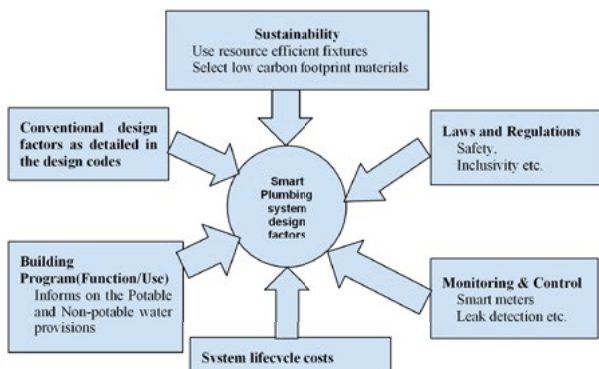 Sustainability
Use resource efficient fixtures
Select low carbon footprint materials
Conventional design
factors as detailed in
the design codes
Laws and Regulations
Safety,
Inclusivity etc.
Smart
Plumbing
system
design
factors
Building
Program(Function/Use)
Informs on the Potable
and Non-potable water
provisions
Monitoring & Control
Smart meters
Leak detection etc.
System lifecycle costs